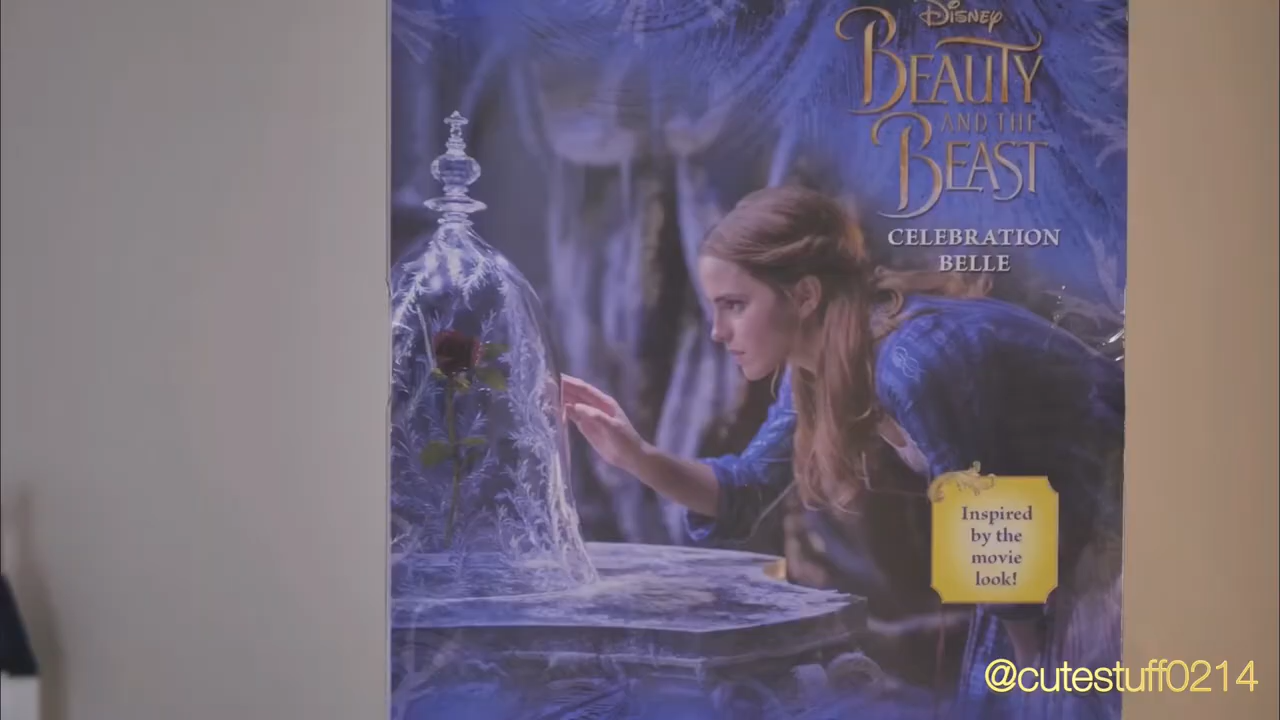 Disney
BEAUTY
AND THE
BEAST
CELEBRATION
BELLE
Inspired
by the
movie
look!
@cutestuff0214